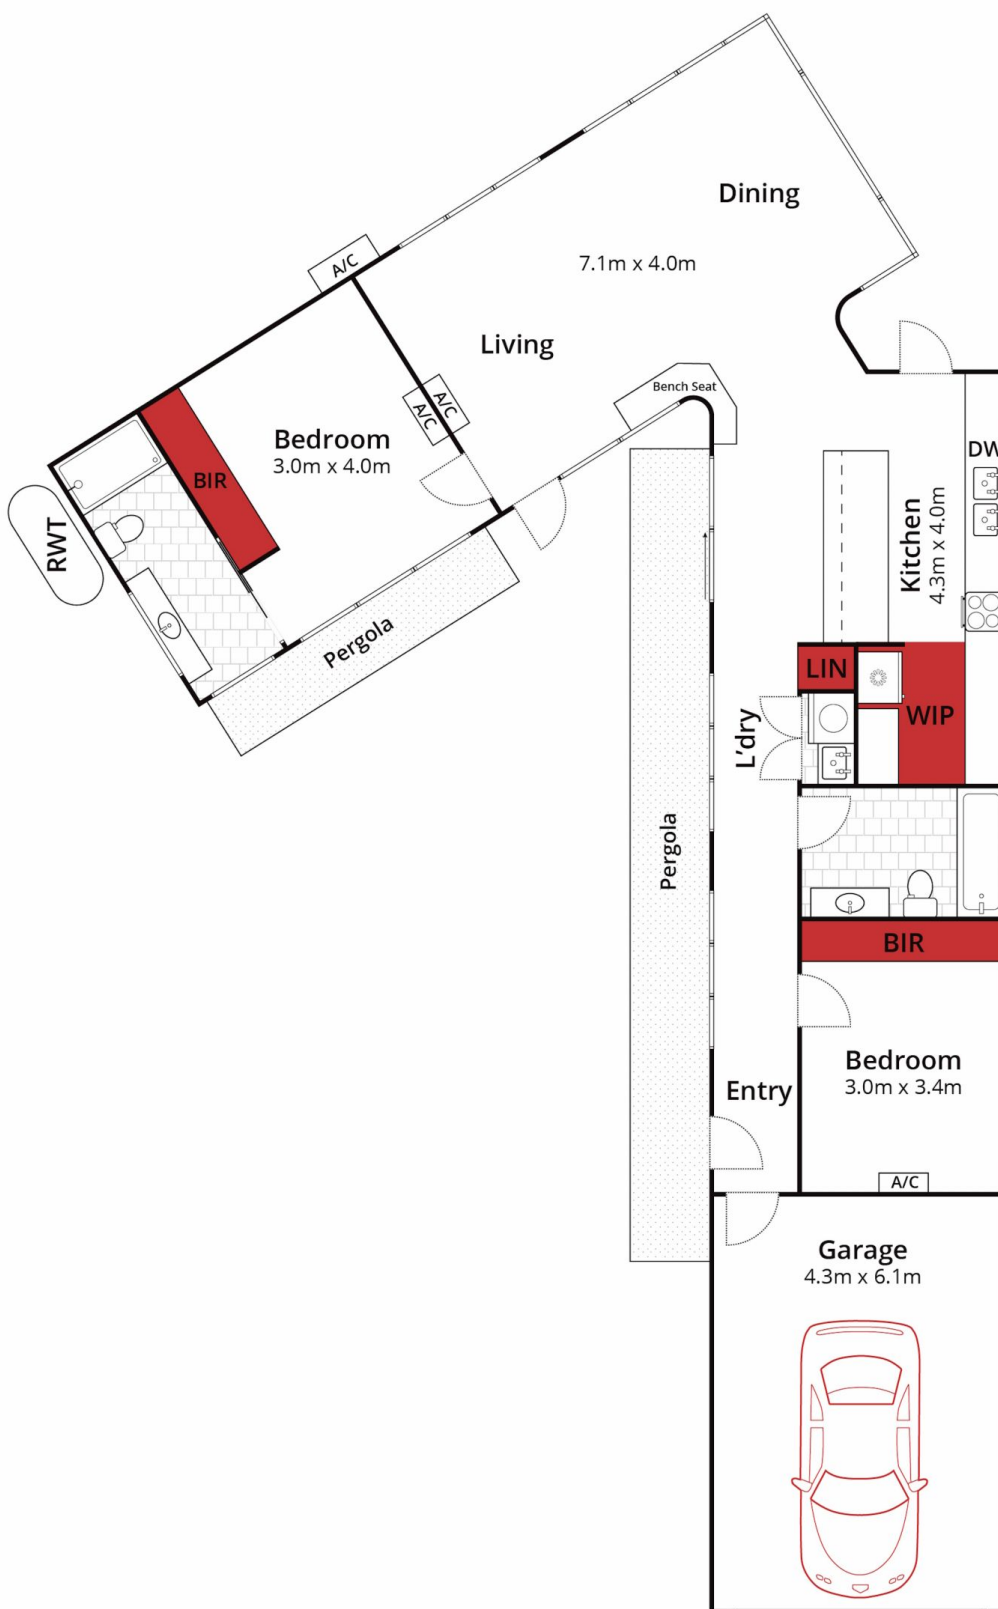 Dining
7.1m x 4.0m
A/C
Living
Bench Seat
A/C
A/C
Bedroom
3.0m x 4.0m
BIR
DW
RWT
Kitchen
4.3m x 4.0m
Pergola
LIN
WIP
L'dry
Pergola
BIR
Bedroom
3.0m x 3.4m
Entry
A/C
Garage
4.3m x 6.1m